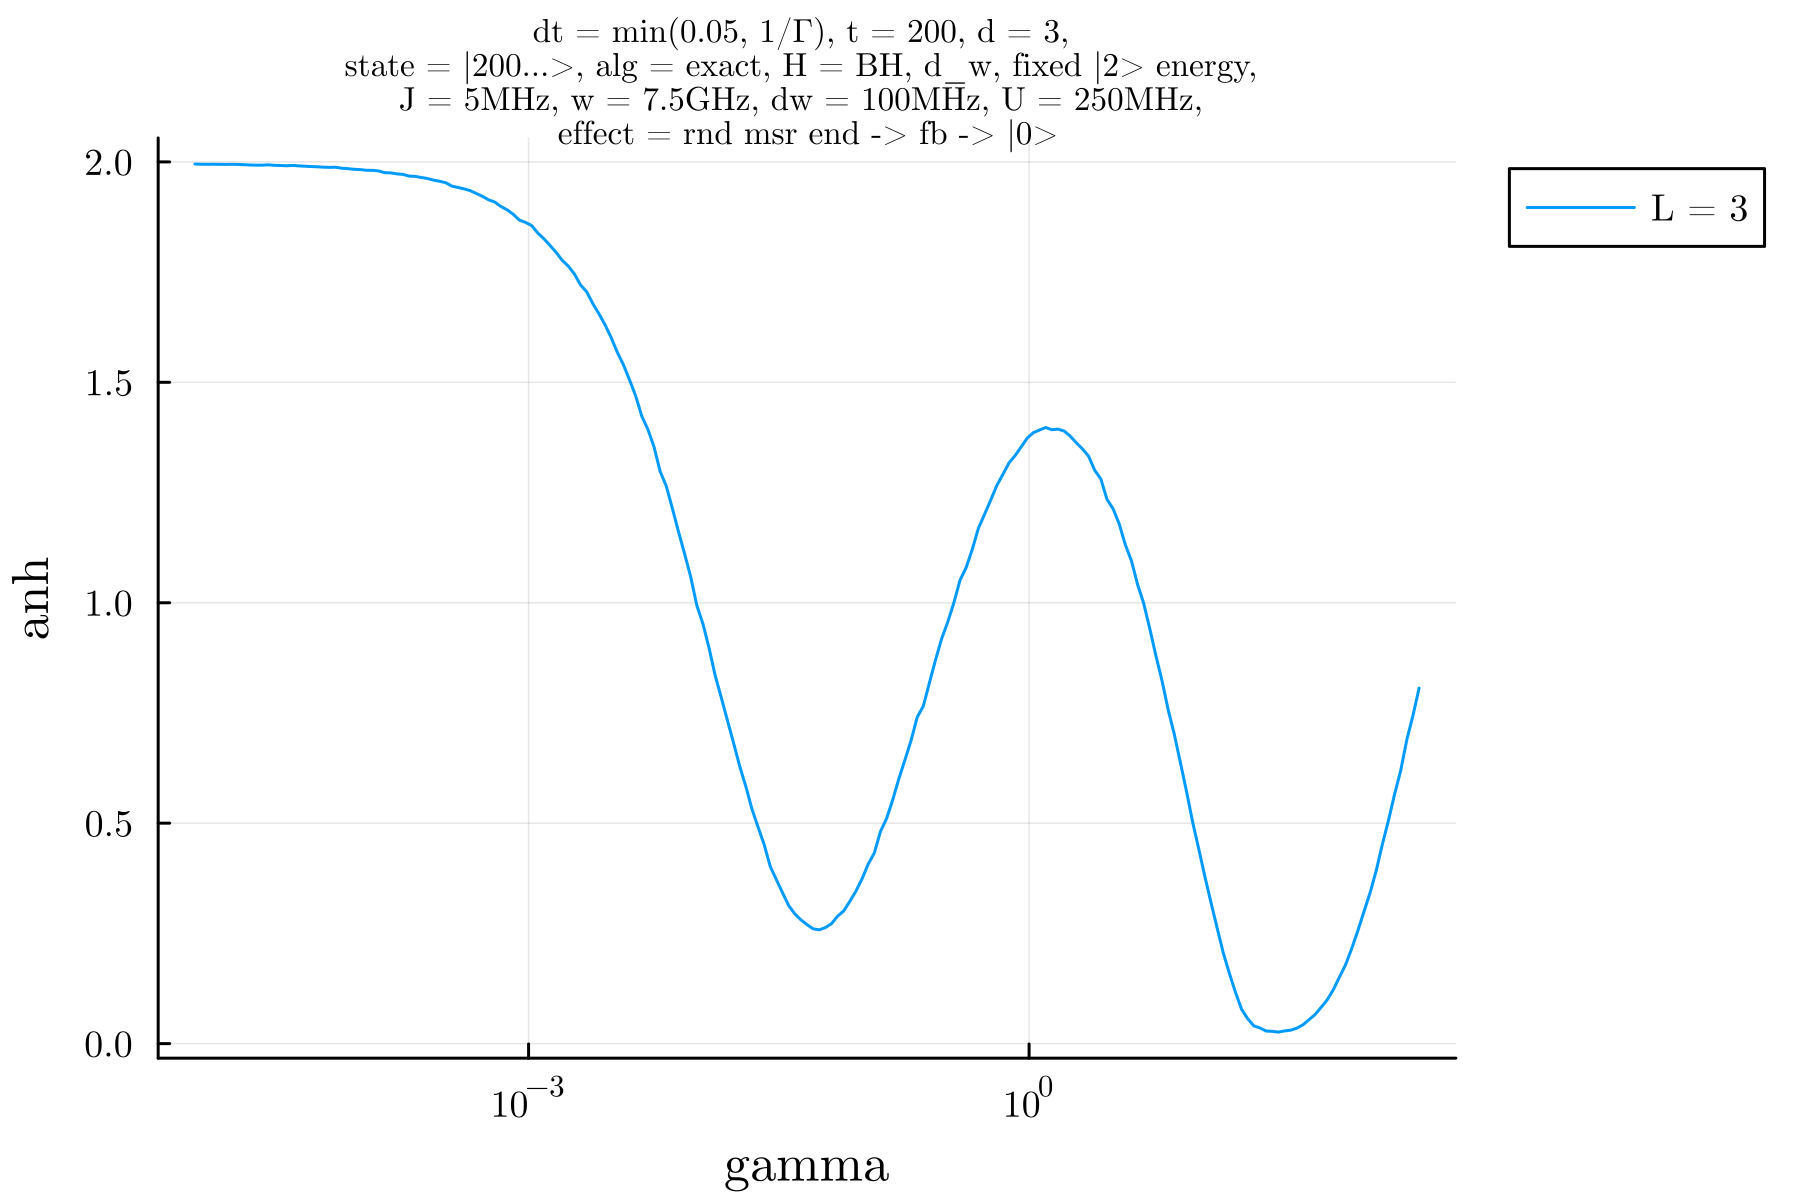 dt = min(0.05, 1/Γ), t = 200, d = 3,
state = |200...>, alg = exact, H = BH, d_w, fixed |2> energy,
J = 5MHz, w = 7.5GHz, dw = 100MHz, U = 250MHz,
effect = rnd msr end -> fb -> |0>
2.0
L = 3
1.5
1.0
anh
0.5
0.0
10⁻³ 10⁰
gamma